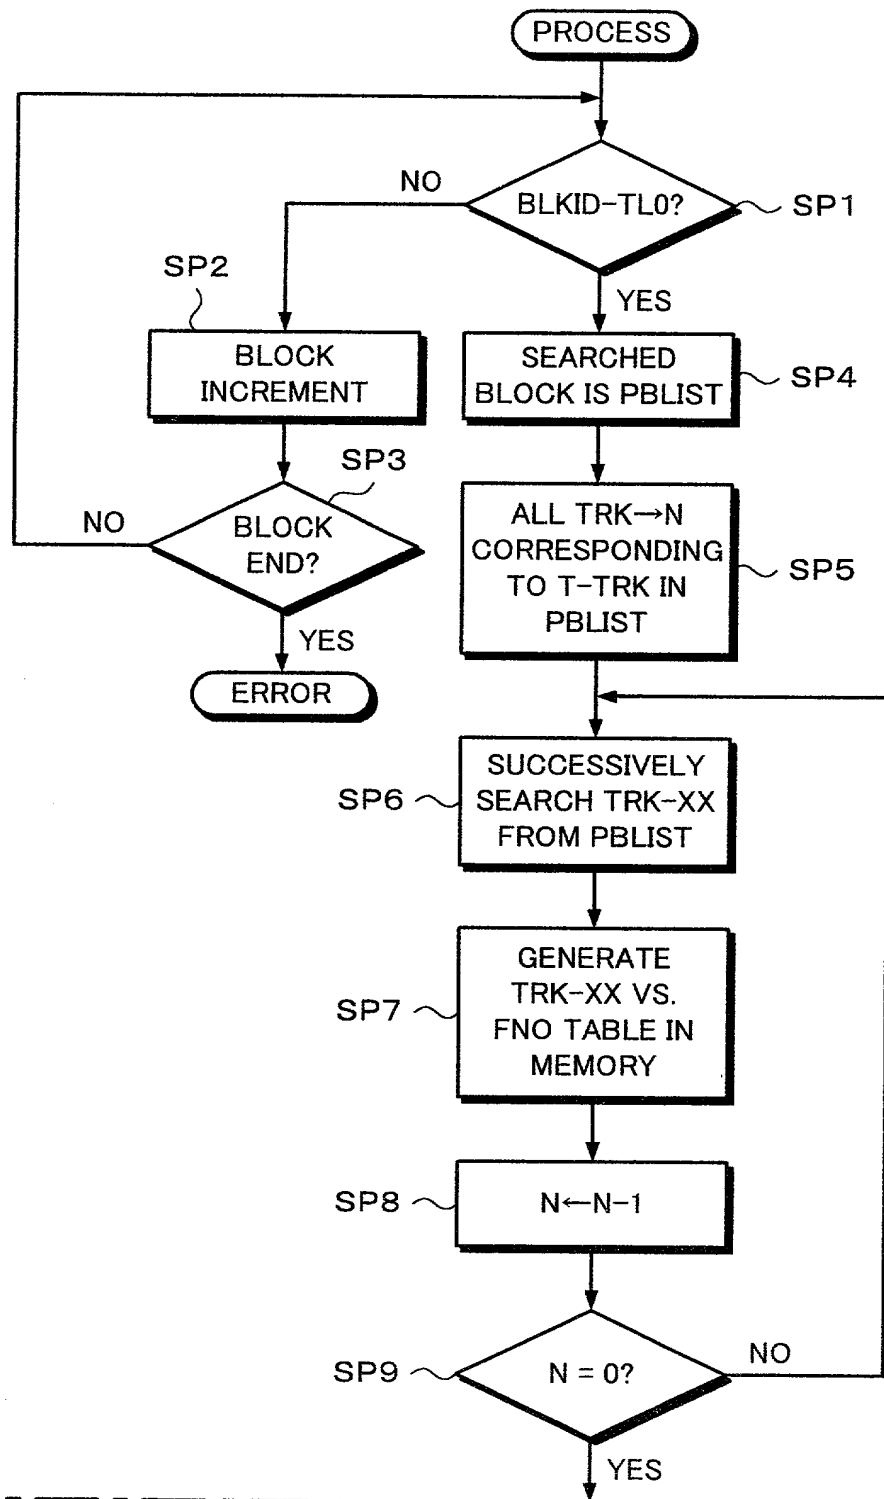 PROCESS
NO
BLKID-TL0?
SP1
SP2
YES
BLOCK
INCREMENT
SEARCHED
BLOCK IS PBLIST
SP4
SP3
NO
BLOCK
END?
ALL TRK→N
CORRESPONDING
TO T-TRK IN
PBLIST
SP5
YES
ERROR
SP6
SUCCESSIVELY
SEARCH TRK-XX
FROM PBLIST
SP7
GENERATE
TRK-XX VS.
FNO TABLE IN
MEMORY
SP8
N←N-1
SP9
N = 0?
NO
YES